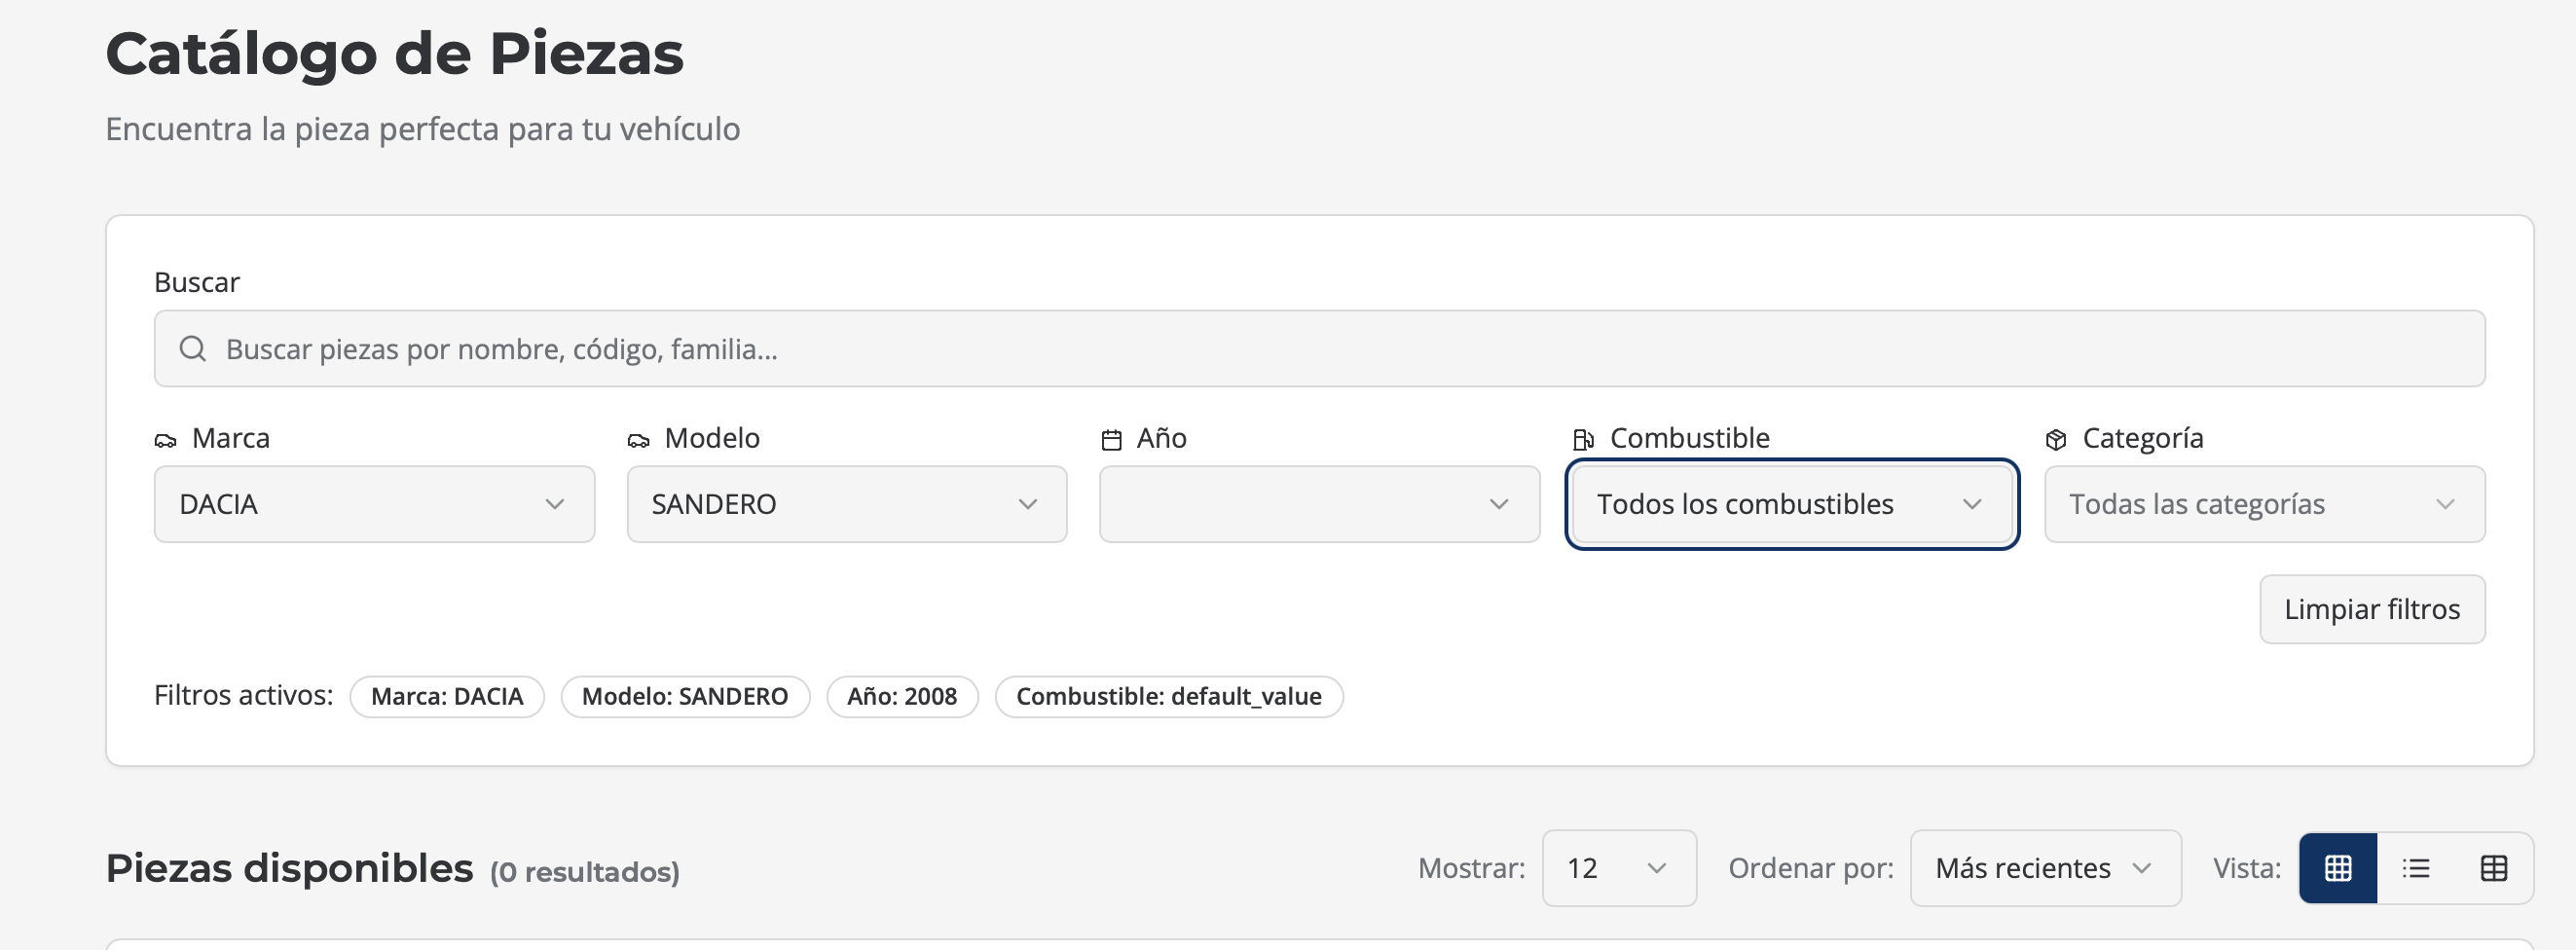 Catálogo de Piezas
Encuentra la pieza perfecta para tu vehículo
Buscar
Buscar piezas por nombre, código, familia...
Marca Modelo Año Combustible Categoría
DACIA SANDERO Todos los combustibles Todas las categorías
Limpiar filtros
Filtros activos: Marca: DACIA Modelo: SANDERO Año: 2008 Combustible: default_value
Piezas disponibles (0 resultados) Mostrar: 12 Ordenar por: Más recientes Vista: